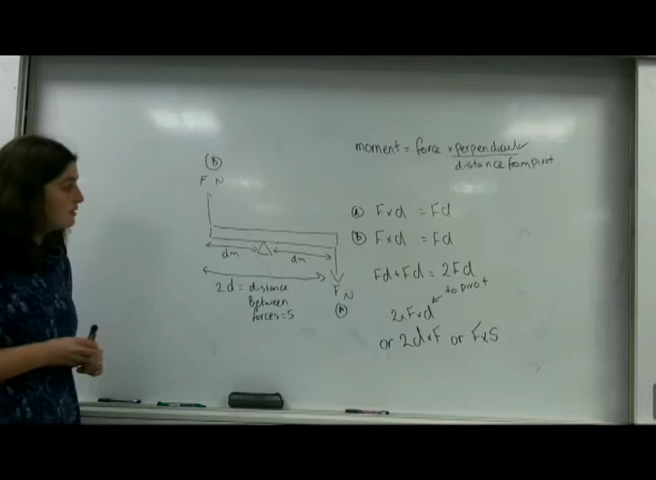 moment = force × perpendicular
distance from pivot.
(B)
F N
dm
dm
2d = distance
between
forces = S
F N
(A)
(A) F×d = Fd
(B) F×d = Fd
Fd+Fd = 2Fd
to pivot
2×F×d
or 2d×F or F×S